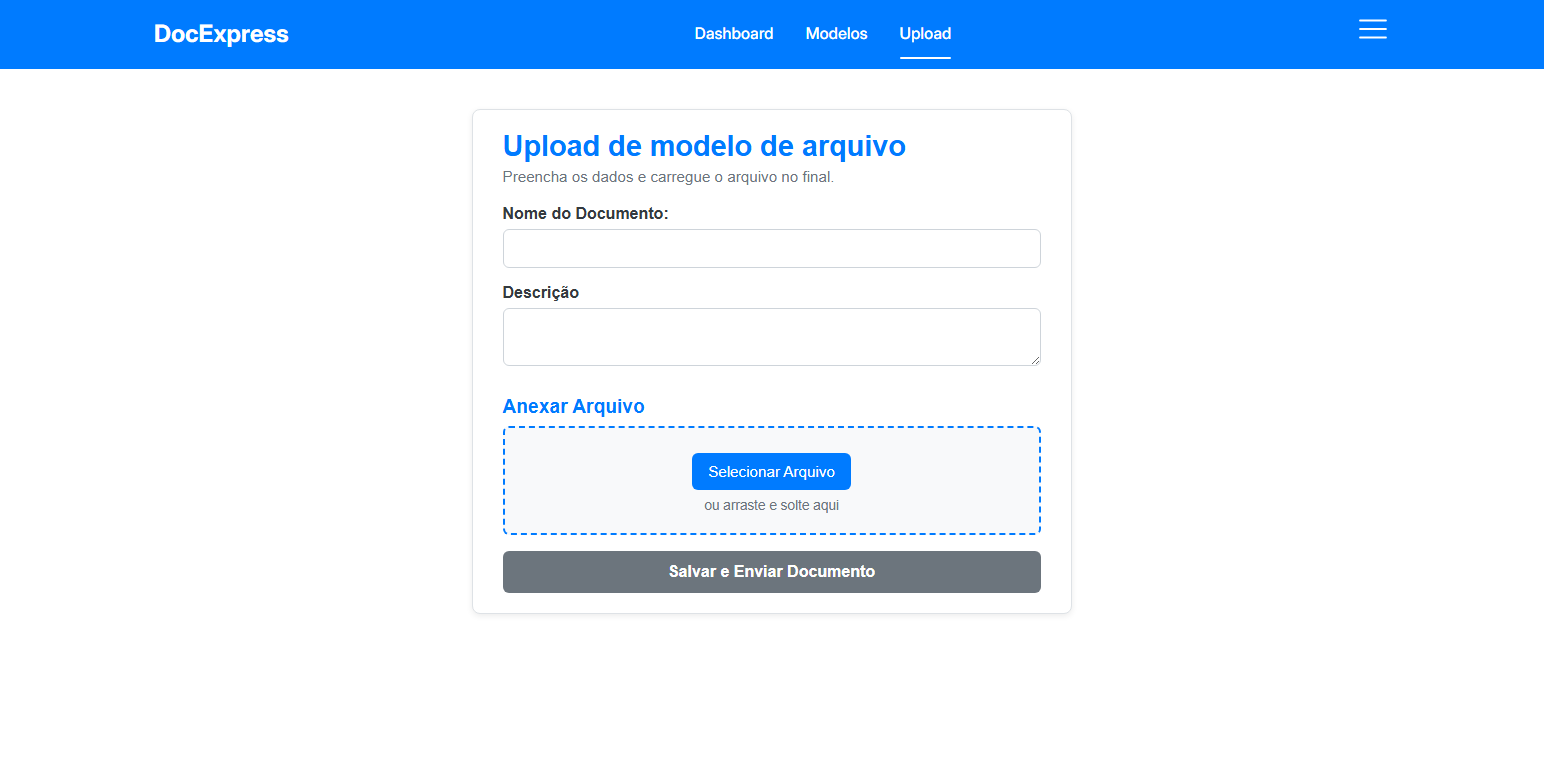 DocExpress
Dashboard Modelos Upload
Upload de modelo de arquivo
Preencha os dados e carregue o arquivo no final.
Nome do Documento:
Descrição
Anexar Arquivo
Selecionar Arquivo
ou arraste e solte aqui
Salvar e Enviar Documento